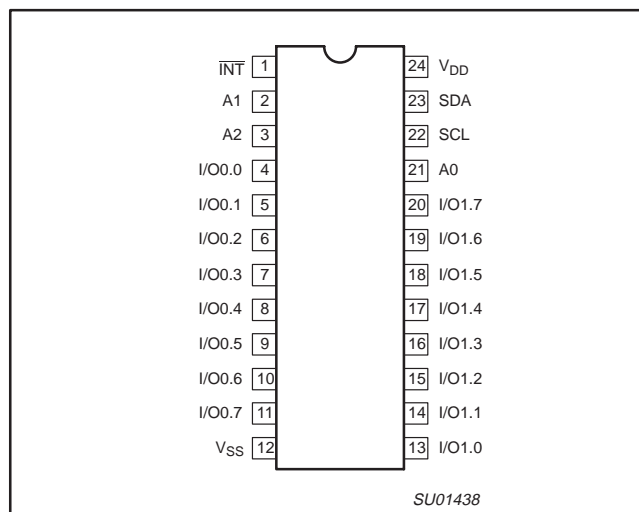 INT 1 24 VDD
A1 2 23 SDA
A2 3 22 SCL
I/O0.0 4 21 A0
I/O0.1 5 20 I/O1.7
I/O0.2 6 19 I/O1.6
I/O0.3 7 18 I/O1.5
I/O0.4 8 17 I/O1.4
I/O0.5 9 16 I/O1.3
I/O0.6 10 15 I/O1.2
I/O0.7 11 14 I/O1.1
VSS 12 13 I/O1.0
SU01438